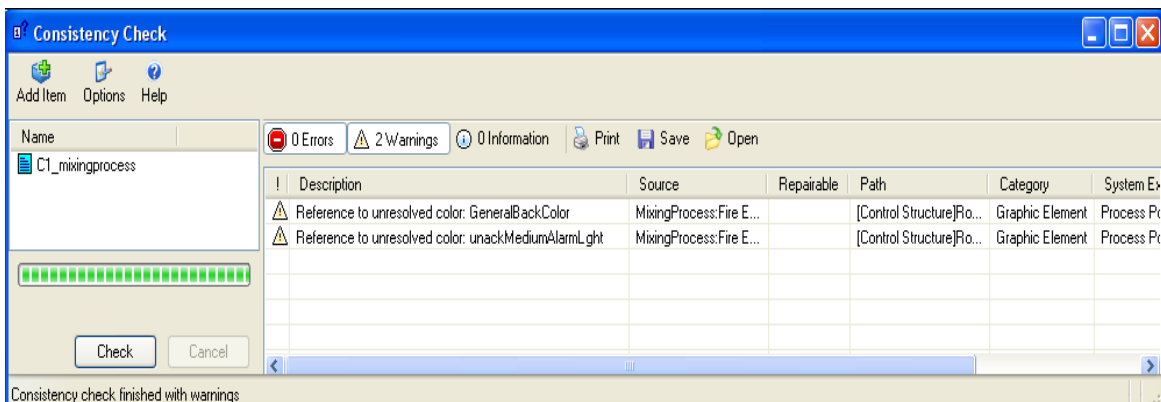 Consistency Check
Add Item Options Help
Name
C1_mixingprocess
0 Errors 2 Warnings 0 Information Print Save Open
! Description Source Repairable Path Category System Ex
Reference to unresolved color: GeneralBackColor MixingProcess:Fire E... [Control Structure]Ro... Graphic Element Process Po
Reference to unresolved color: unackMediumAlarmLght MixingProcess:Fire E... [Control Structure]Ro... Graphic Element Process Po
Check Cancel
Consistency check finished with warnings